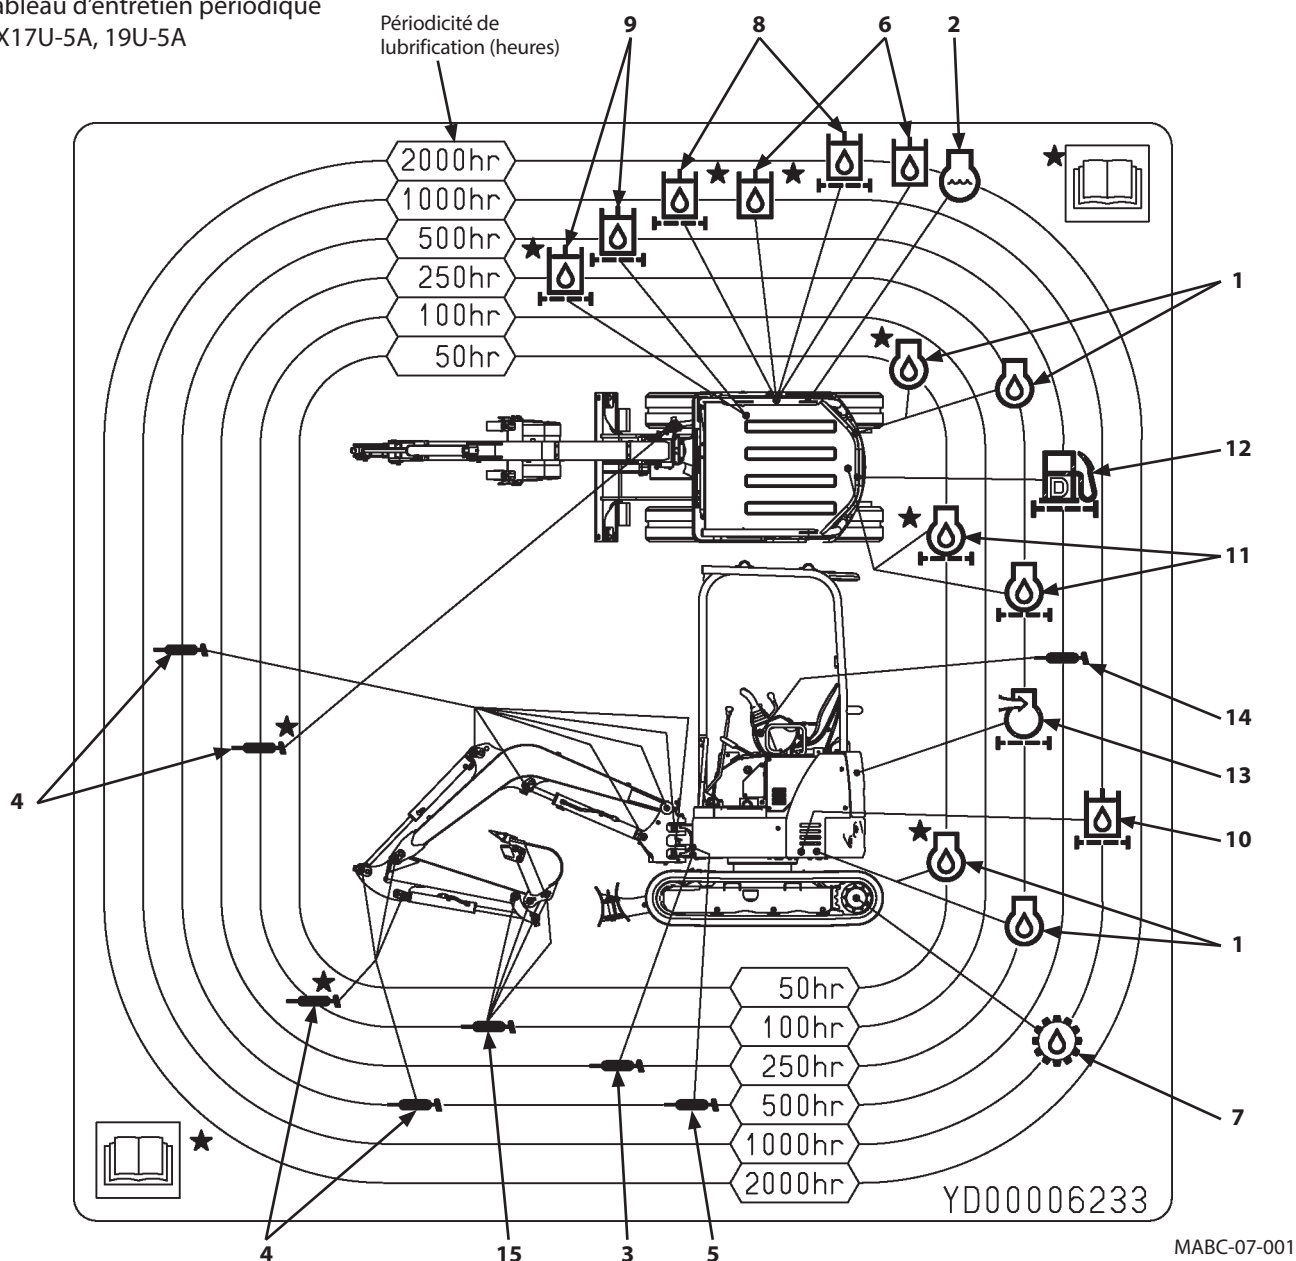 ableau d'entretien périodique
X17U-5A, 19U-5A
Périodicité de
lubrification (heures)
9
8
6
2
2000hr
1000hr
500hr
250hr
100hr
50hr
1
12
D
11
14
13
4
10
1
50hr
100hr
250hr
500hr
1000hr
2000hr
7
YD00006233
4
15
3
5
MABC-07-001